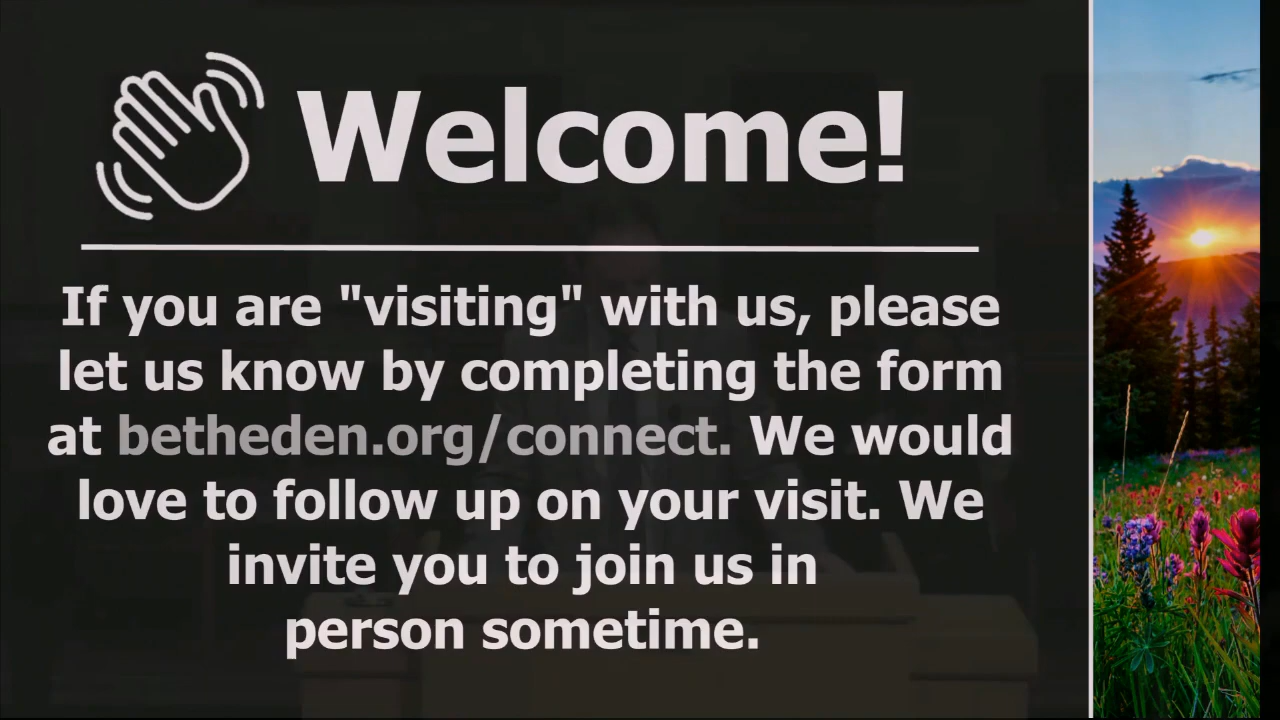 Welcome!
If you are "visiting" with us, please
let us know by completing the form
at betheden.org/connect. We would
love to follow up on your visit. We
invite you to join us in
person sometime.